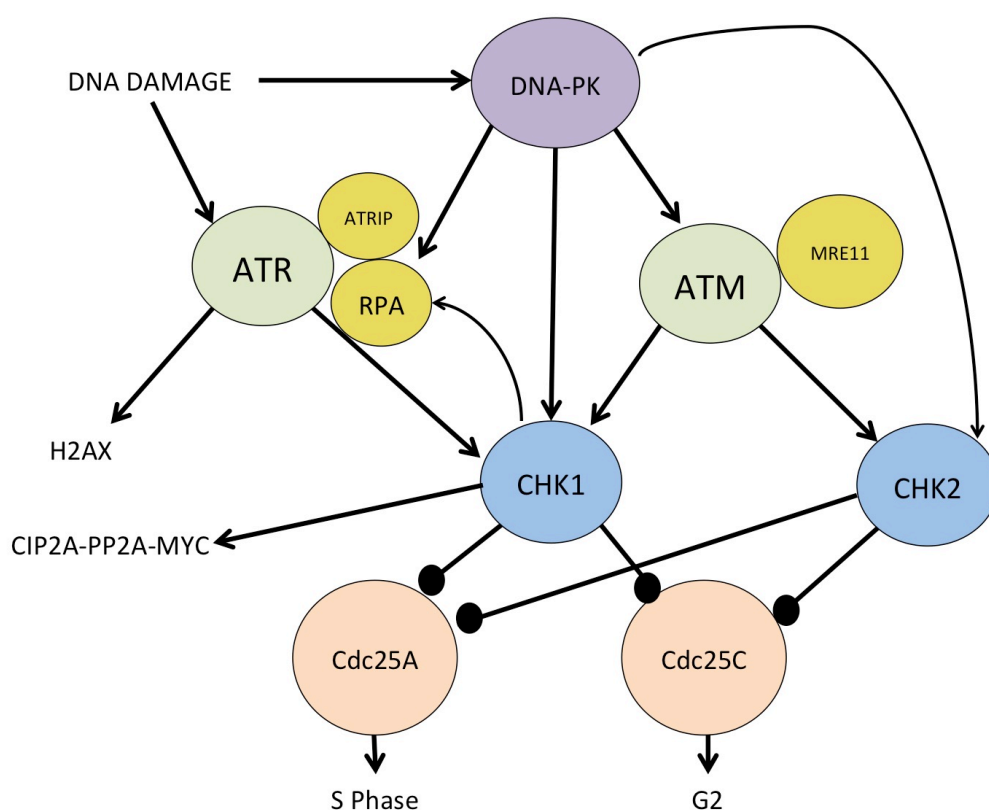 DNA DAMAGE
DNA-PK
ATRIP
ATR
RPA
ATM
MRE11
H2AX
CHK1
CHK2
CIP2A-PP2A-MYC
Cdc25A
Cdc25C
S Phase
G2